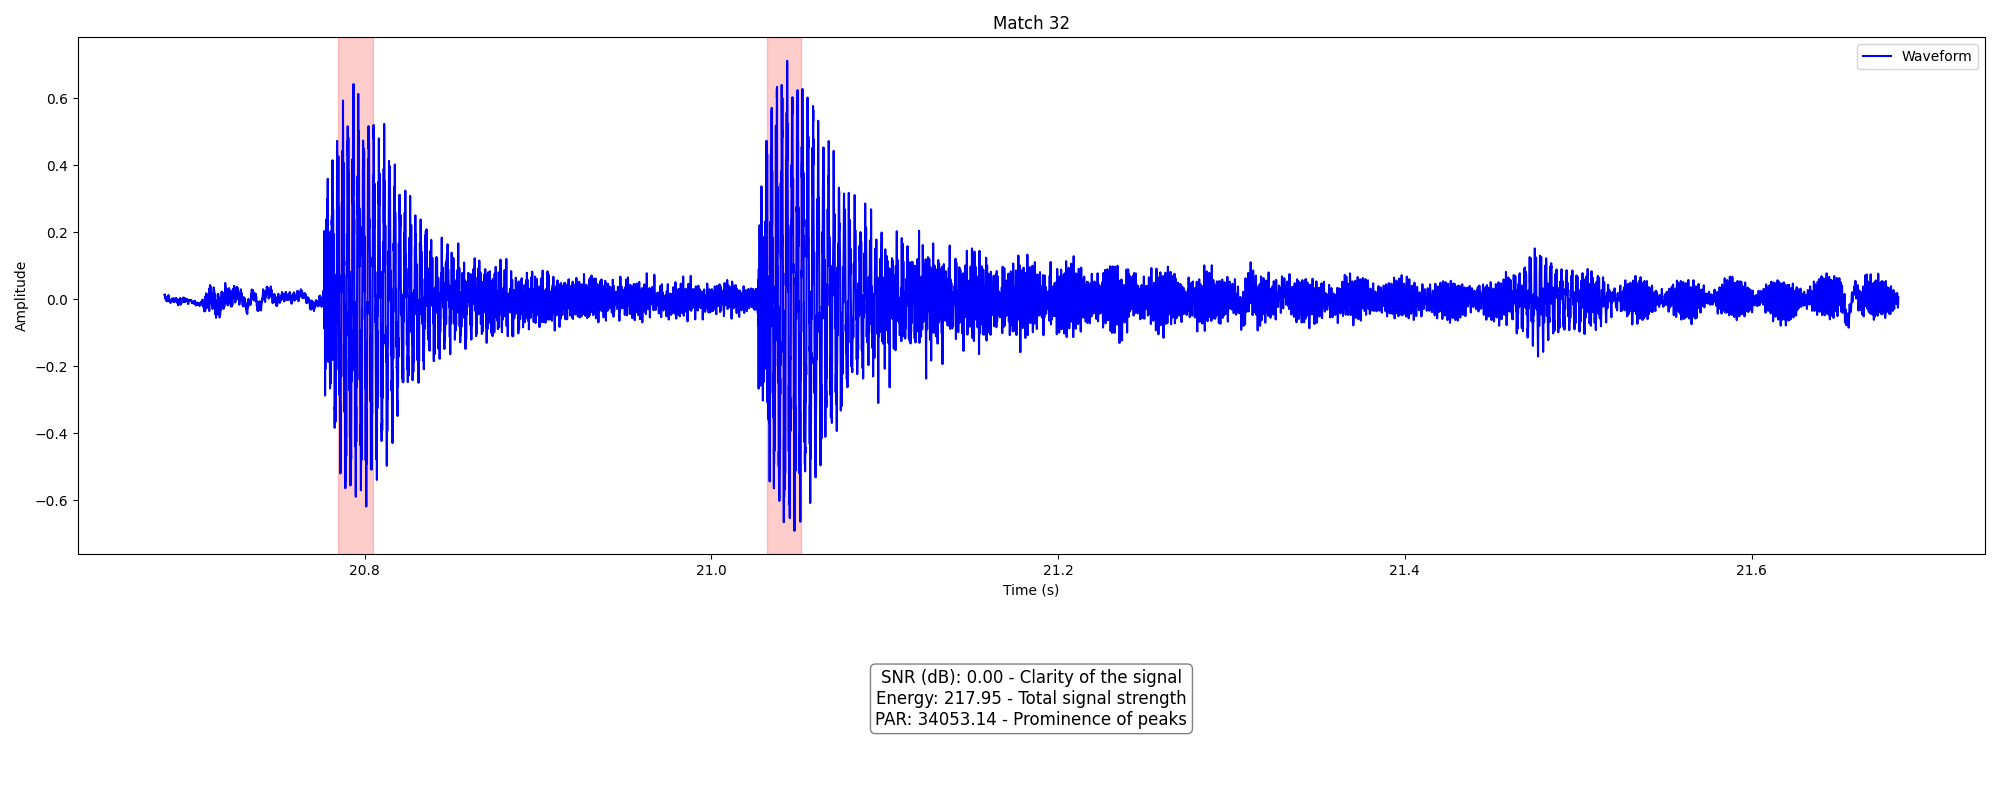 Match 32
Waveform
Amplitude
0.6
0.4
0.2
0.0
−0.2
−0.4
−0.6
20.8 21.0 21.2 21.4 21.6
Time (s)
SNR (dB): 0.00 - Clarity of the signal
Energy: 217.95 - Total signal strength
PAR: 34053.14 - Prominence of peaks